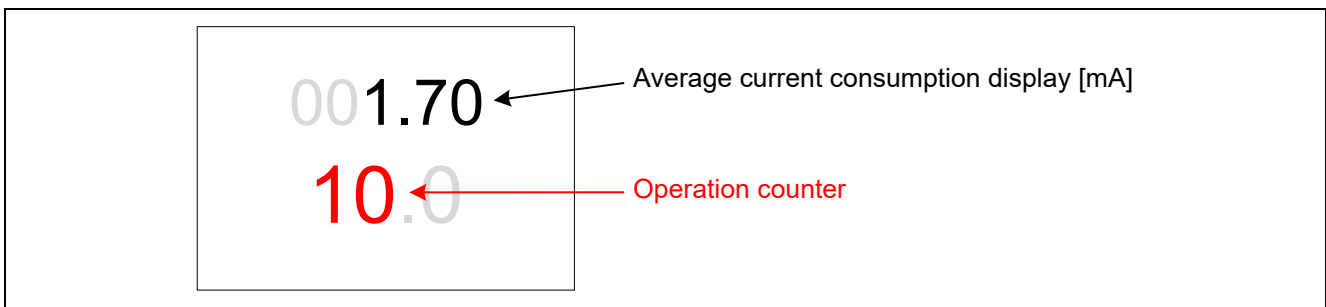 001.70
Average current consumption display [mA]
10.0
Operation counter